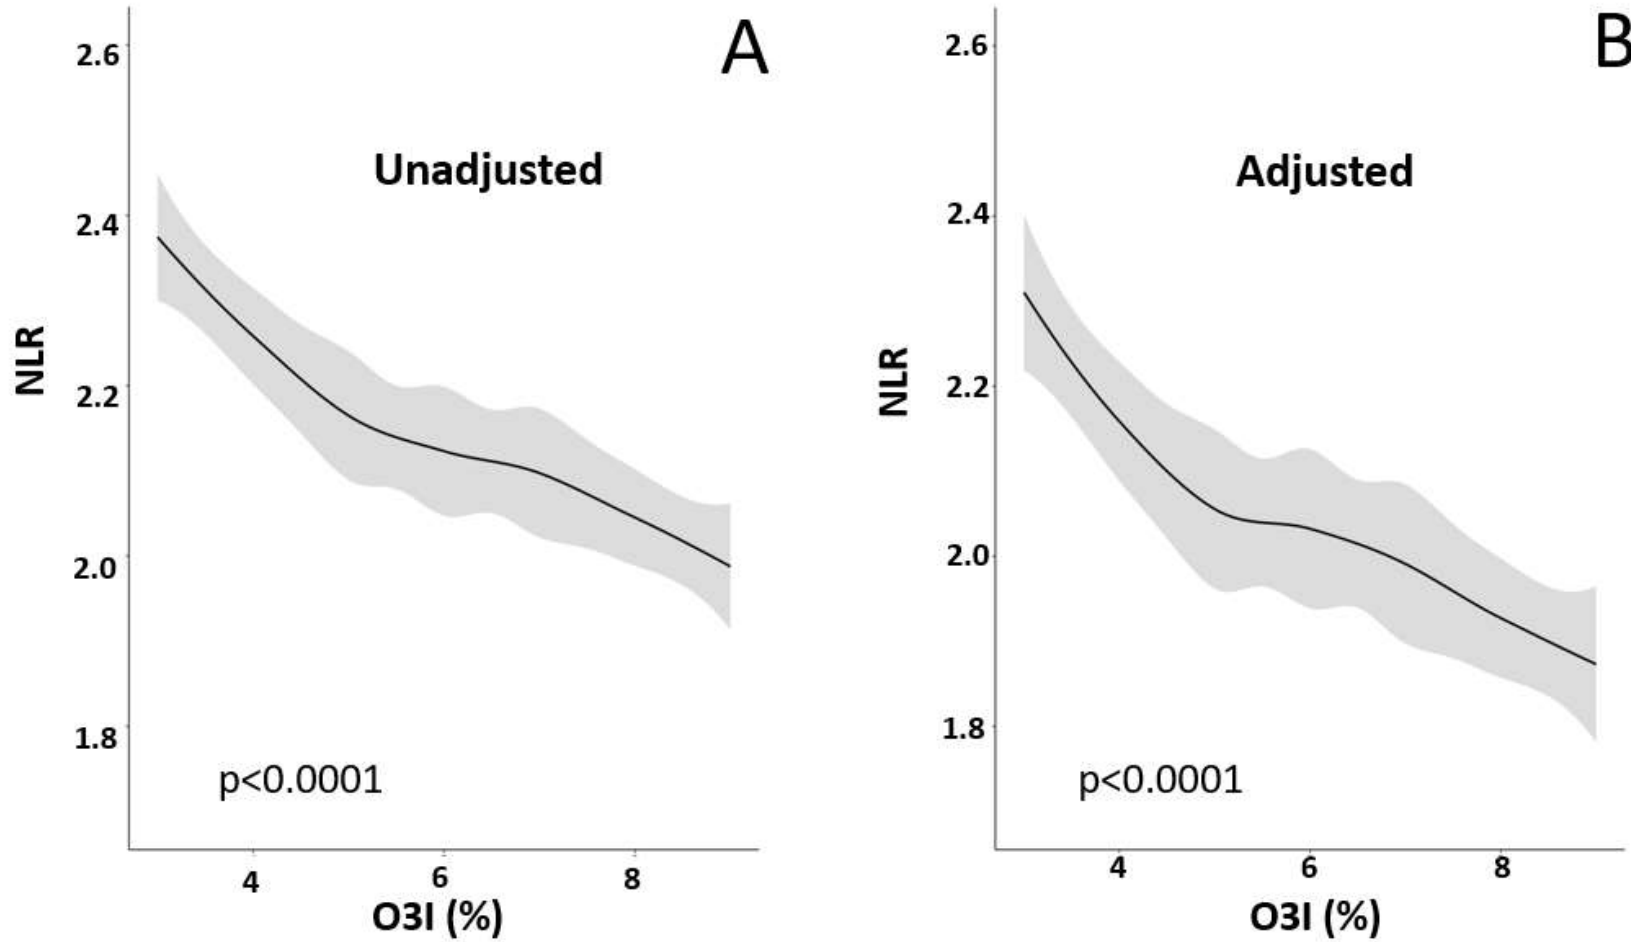 A
Unadjusted
NLR
2.6
2.4
2.2
2.0
1.8
p<0.0001
4 6 8
O3I (%)
B
Adjusted
NLR
2.6
2.4
2.2
2.0
1.8
p<0.0001
4 6 8
O3I (%)